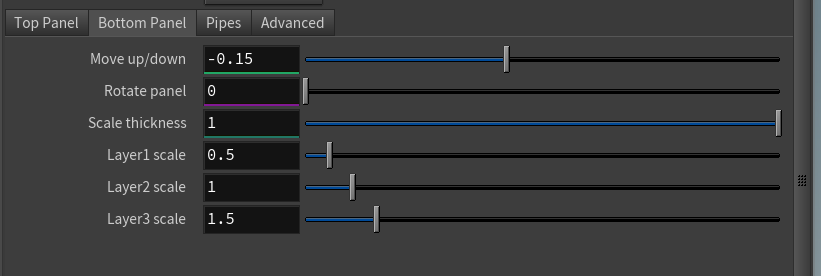 Top Panel Bottom Panel Pipes Advanced
Move up/down -0.15
Rotate panel 0
Scale thickness 1
Layer1 scale 0.5
Layer2 scale 1
Layer3 scale 1.5